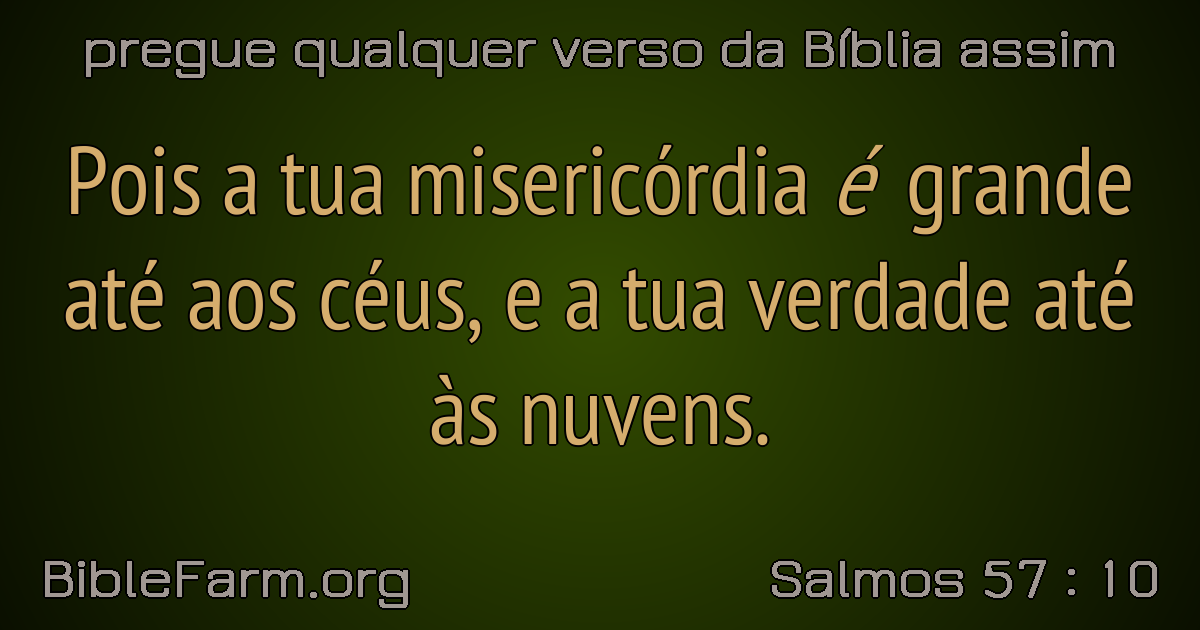 pregue qualquer verso da Bíblia assim
Pois a tua misericórdia é grande
até aos céus, e a tua verdade até
às nuvens.
BibleFarm.org
Salmos 57 : 10